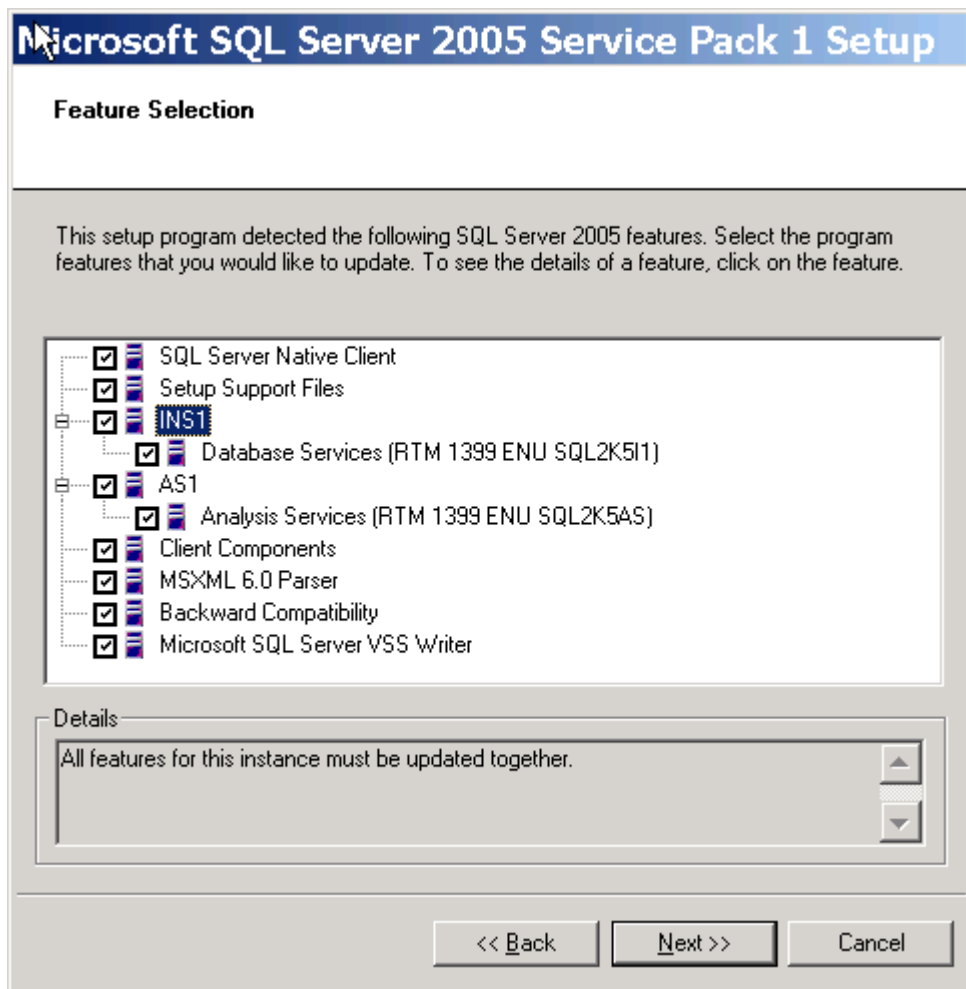 Microsoft SQL Server 2005 Service Pack 1 Setup
Feature Selection
This setup program detected the following SQL Server 2005 features. Select the program
features that you would like to update. To see the details of a feature, click on the feature.
SQL Server Native Client
Setup Support Files
INS1
Database Services (RTM 1399 ENU SQL2K5I1)
AS1
Analysis Services (RTM 1399 ENU SQL2K5AS)
Client Components
MSXML 6.0 Parser
Backward Compatibility
Microsoft SQL Server VSS Writer
Details
All features for this instance must be updated together.
<< Back
Next >>
Cancel